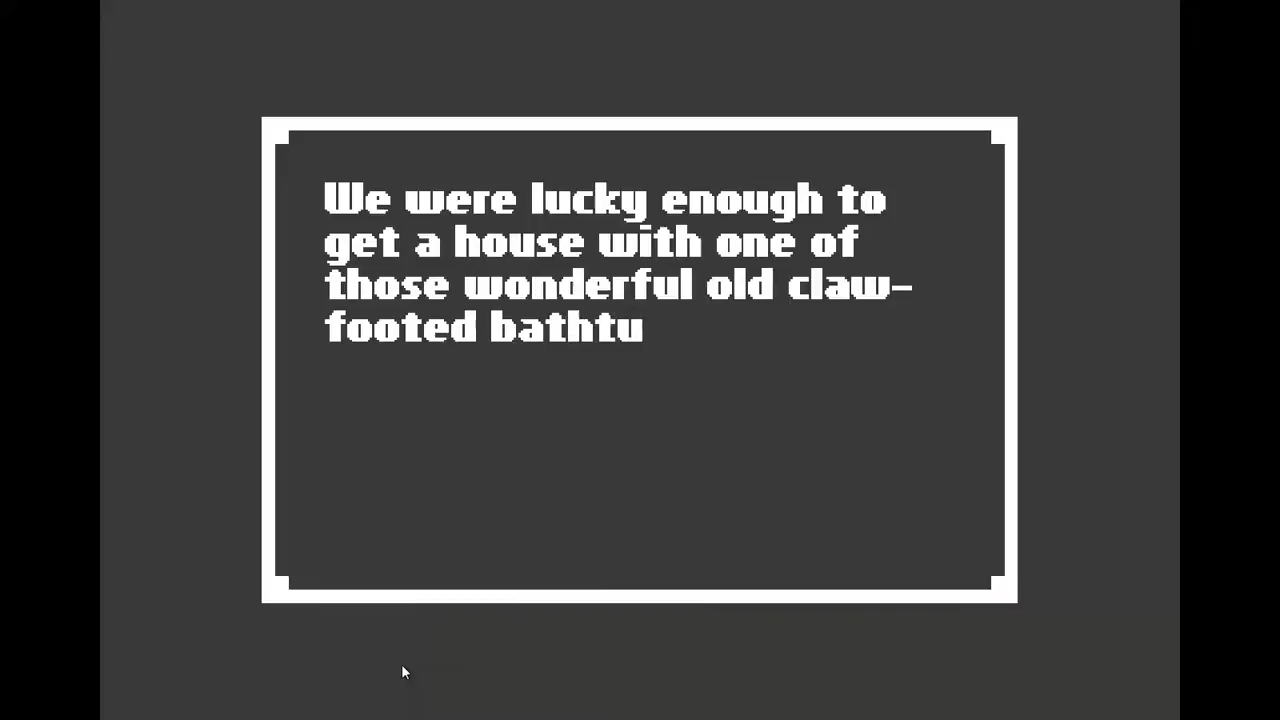 We were lucky enough to
get a house with one of
those wonderful old claw-
footed bathtu